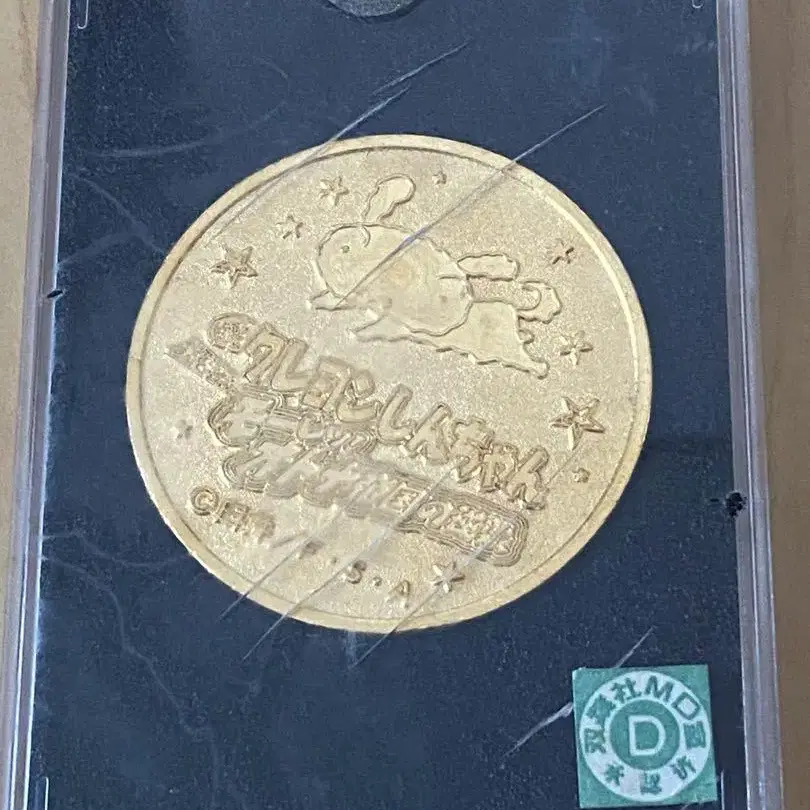 クレヨンしんちゃん
モーレツ
オトナ帝国の逆襲
©臼井/F・S・A
双葉社MD室
D